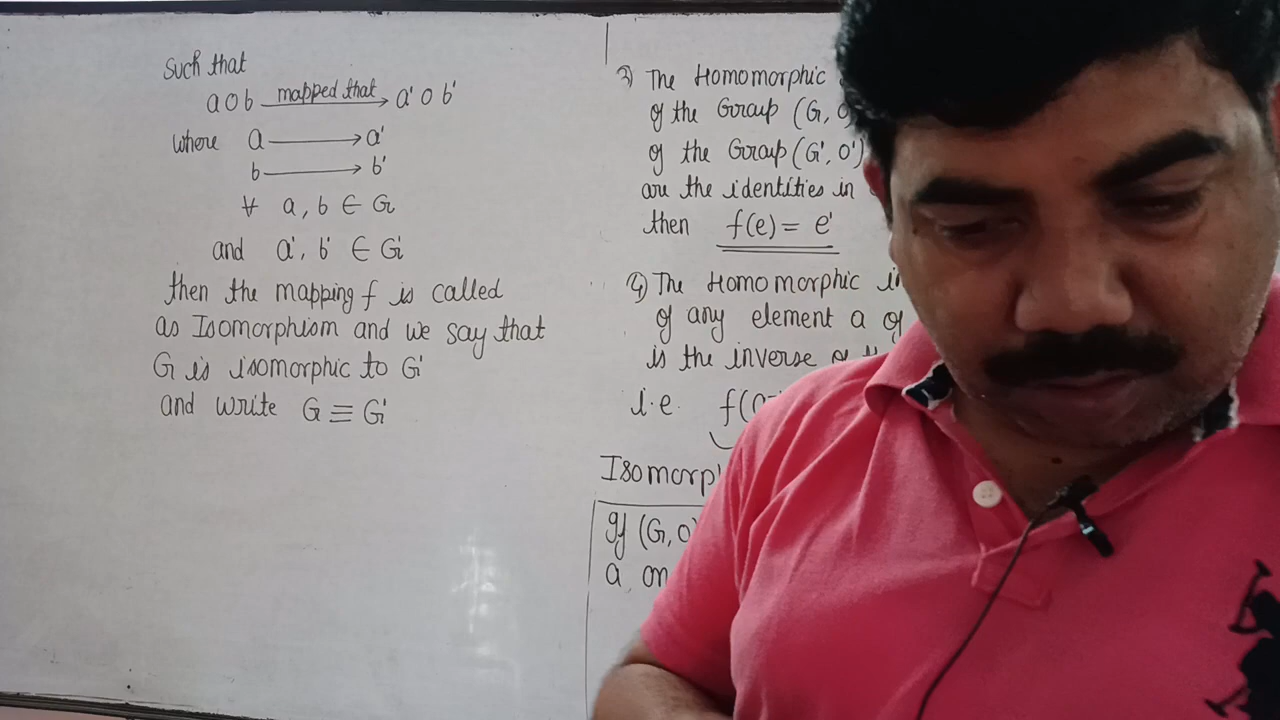 Such that
a o b mapped that → a' o b'
where a → a'
b → b'
∀ a, b ∈ G
and a', b' ∈ G'
then the mapping f is called
as Isomorphism and we say that
G is isomorphic to G'
and write G ≡ G'
3) The Homomorphic
of the Group (G, o
of the Group (G', o')
are the identities in
then f(e) = e'
4) The Homomorphic
of any element a of
is the inverse
i.e. f(a
Isomorp
If (G, o)
a on